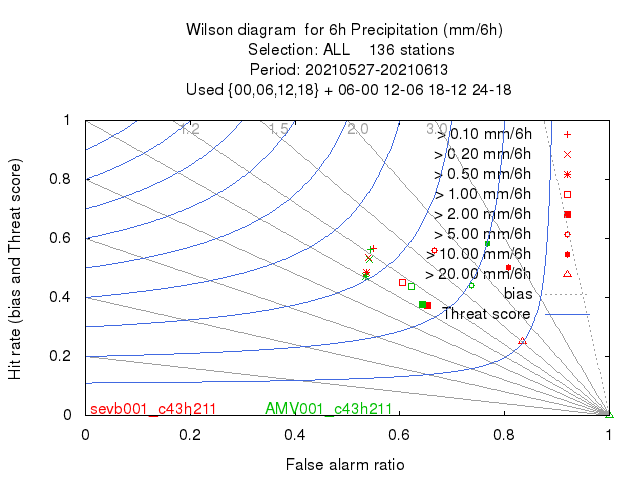 Wilson diagram  for 6h Precipitation (mm/6h)
Selection: ALL    136 stations
Period: 20210527-20210613
Used {00,06,12,18} + 06-00 12-06 18-12 24-18
1.2 1.5 2.0 3.0
> 0.10 mm/6h
> 0.20 mm/6h
> 0.50 mm/6h
> 1.00 mm/6h
> 2.00 mm/6h
> 5.00 mm/6h
> 10.00 mm/6h
> 20.00 mm/6h
bias
Threat score
1
0.8
0.6
0.4
0.2
0
Hit rate (bias and Threat score)
sevb001_c43h211 AMV001_c43h211
0 0.2 0.4 0.6 0.8 1
False alarm ratio